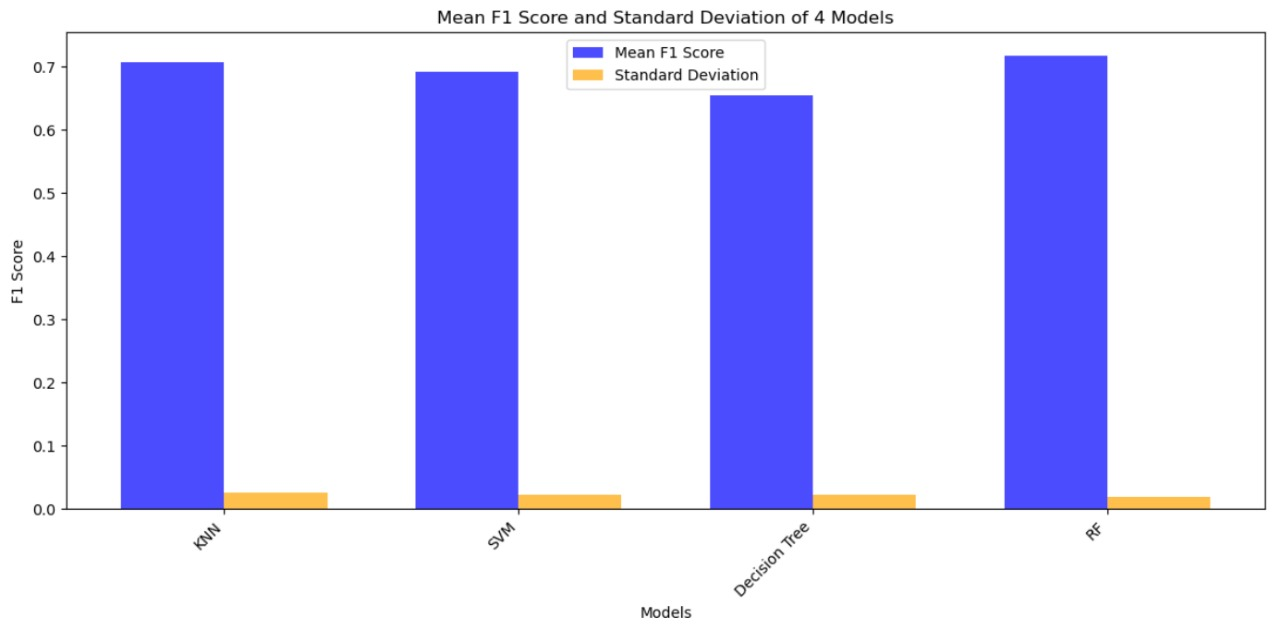 Mean F1 Score and Standard Deviation of 4 Models
Mean F1 Score
Standard Deviation
F1 Score
0.7
0.6
0.5
0.4
0.3
0.2
0.1
0.0
KNN
SVM
Decision Tree
RF
Models